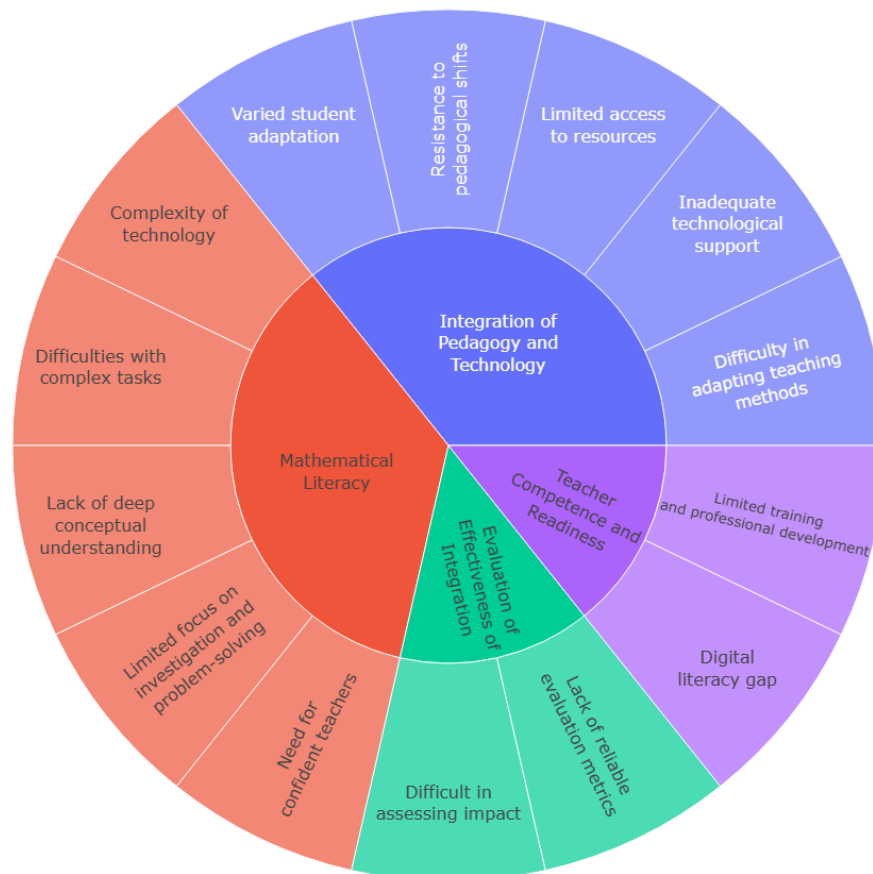 Varied student
adaptation
Resistance to
pedagogical shifts
Limited access
to resources
Inadequate
technological
support
Difficulty in
adapting teaching
methods
Complexity of
technology
Difficulties with
complex tasks
Lack of deep
conceptual
understanding
Limited focus on
investigation and
problem-solving
Need for
confident teachers
Difficult in
assessing impact
Lack of reliable
evaluation metrics
Digital
literacy gap
Limited training
and professional development
Integration of
Pedagogy and
Technology
Mathematical
Literacy
Evaluation of
Effectiveness of
Integration
Teacher
Competence and
Readiness